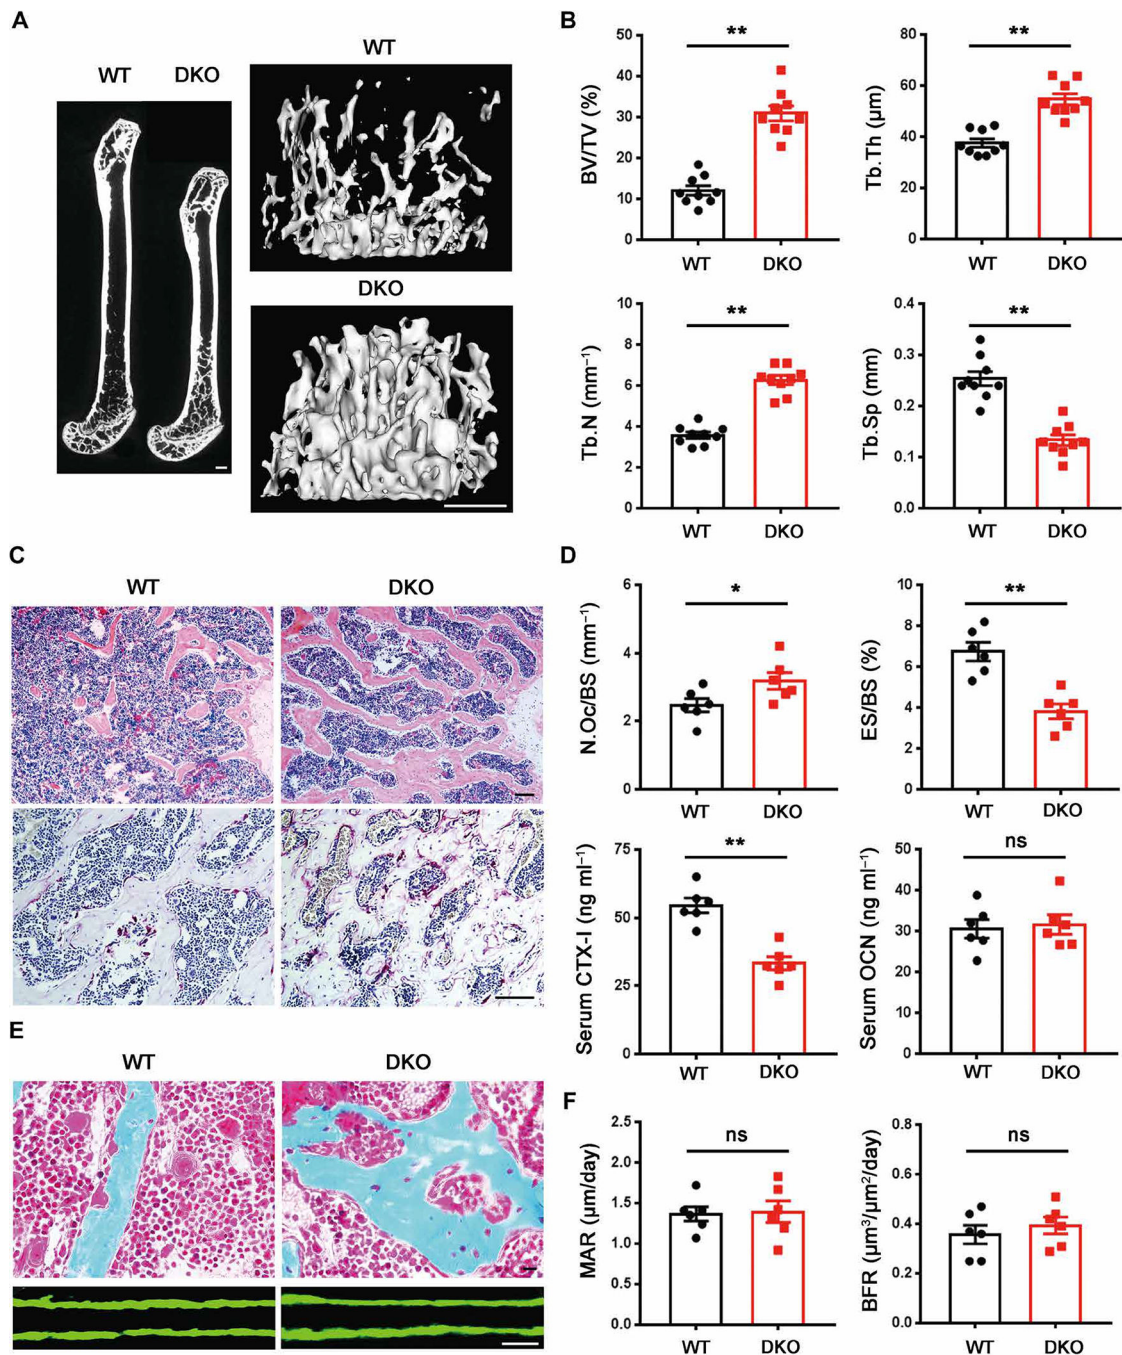 A
WT
DKO
WT
DKO
B
**
BV/TV (%)
50
40
30
20
10
0
WT
DKO
**
Tb.Th (µm)
80
60
40
20
0
WT
DKO
**
Tb.N (mm⁻¹)
10
8
6
4
2
0
WT
DKO
**
Tb.Sp (mm)
0.4
0.3
0.2
0.1
0.0
WT
DKO
C
WT
DKO
D
*
N.Oc/BS (mm⁻¹)
6
4
2
0
WT
DKO
**
ES/BS (%)
10
8
6
4
2
0
WT
DKO
**
Serum CTX-I (ng ml⁻¹)
75
50
25
0
WT
DKO
ns
Serum OCN (ng ml⁻¹)
50
40
30
20
10
0
WT
DKO
E
WT
DKO
F
ns
MAR (µm/day)
2.5
2.0
1.5
1.0
0.5
0.0
WT
DKO
ns
BFR (µm³/µm²/day)
0.8
0.6
0.4
0.2
0.0
WT
DKO